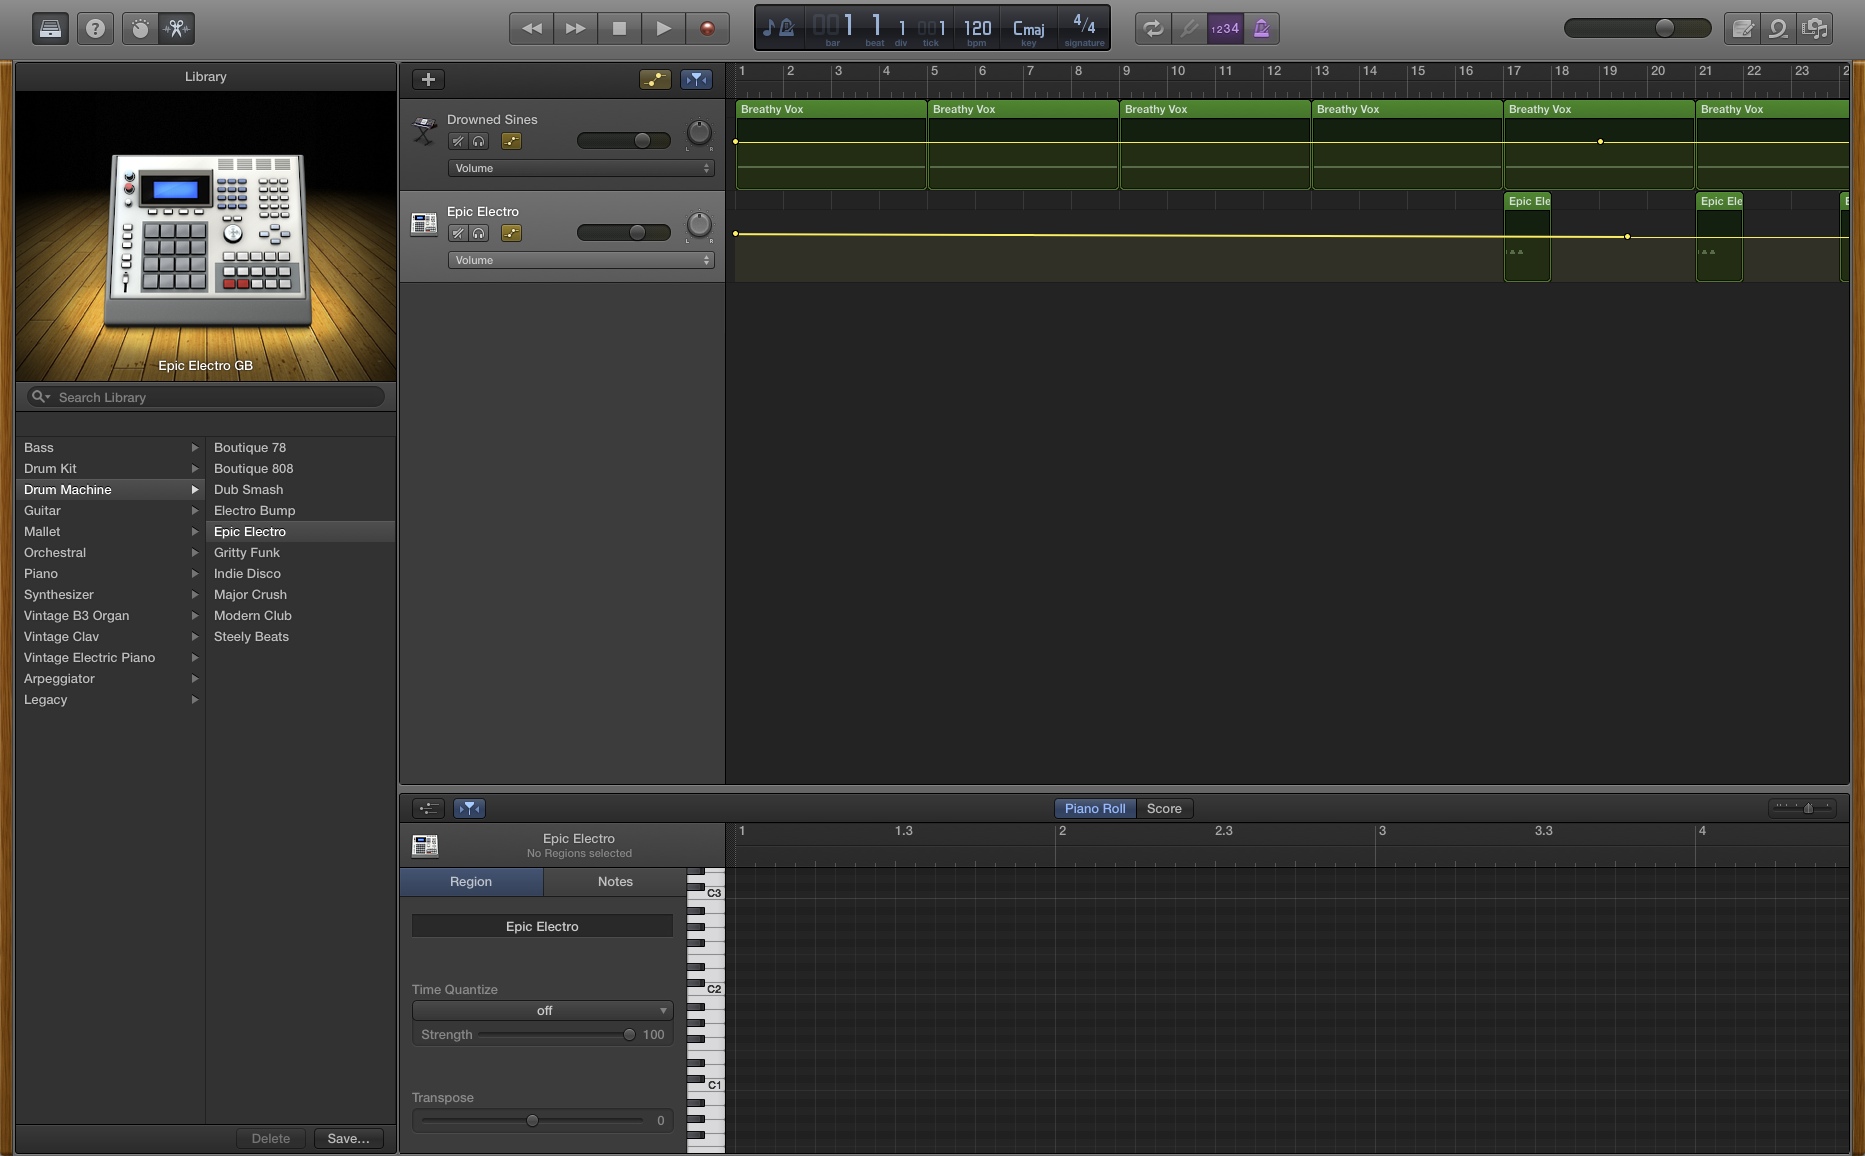 001 1 1 001 120 Cmaj 4/4
bar beat div tick bpm key signature
1234
Library
Epic Electro GB
Search Library
Bass
Drum Kit
Drum Machine
Guitar
Mallet
Orchestral
Piano
Synthesizer
Vintage B3 Organ
Vintage Clav
Vintage Electric Piano
Arpeggiator
Legacy
Boutique 78
Boutique 808
Dub Smash
Electro Bump
Epic Electro
Gritty Funk
Indie Disco
Major Crush
Modern Club
Steely Beats
Delete Save...
1 2 3 4 5 6 7 8 9 10 11 12 13 14 15 16 17 18 19 20 21 22 23
Drowned Sines
L R
Volume
Breathy Vox Breathy Vox Breathy Vox Breathy Vox Breathy Vox Breathy Vox
Epic Electro
L R
Volume
Epic Ele Epic Ele E
Piano Roll Score
Epic Electro
No Regions selected
1 1.3 2 2.3 3 3.3 4
Region Notes
Epic Electro
Time Quantize
off
Strength 100
Transpose
0
C3
C2
C1